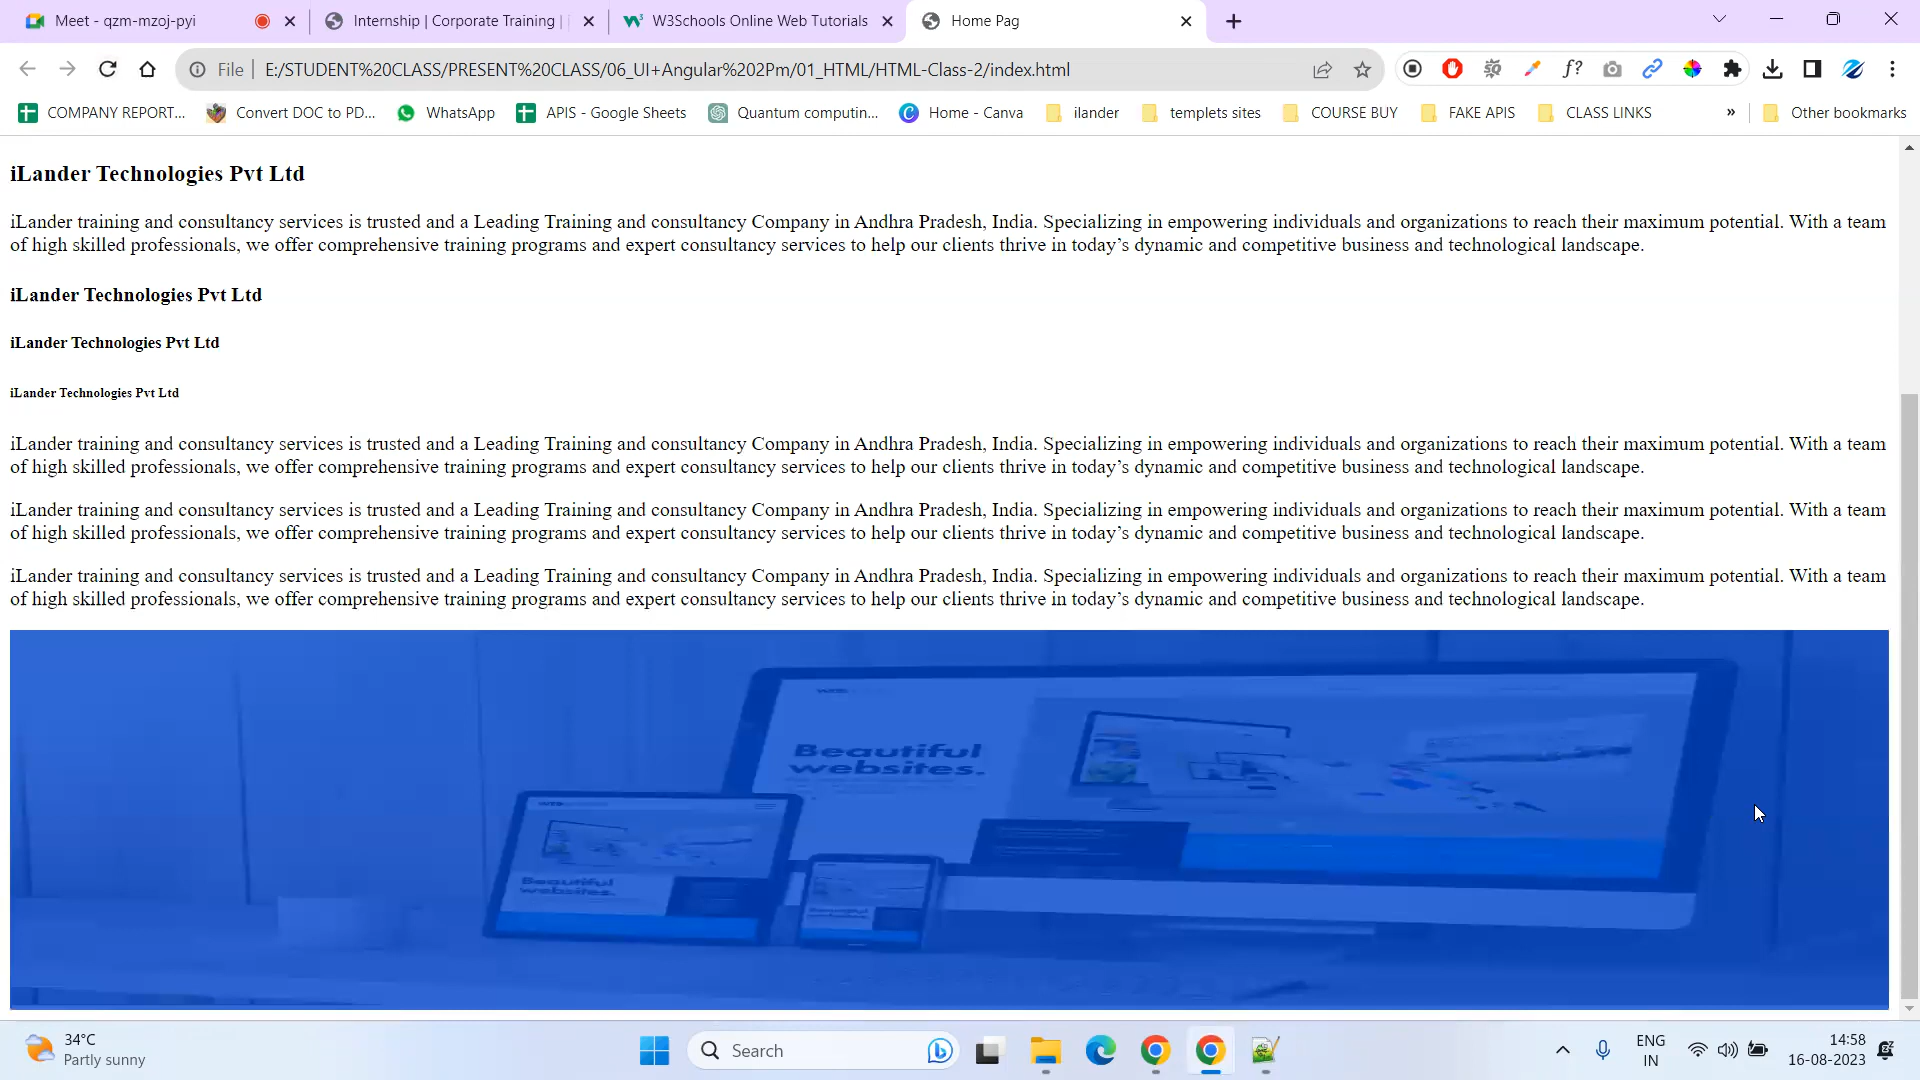 Meet - qzm-mzoj-pyi
Internship | Corporate Training |
W3Schools Online Web Tutorials
Home Pag
File
E:/STUDENT%20CLASS/PRESENT%20CLASS/06_UI+Angular%202Pm/01_HTML/HTML-Class-2/index.html
COMPANY REPORT...
Convert DOC to PD...
WhatsApp
APIS - Google Sheets
Quantum computin...
Home - Canva
ilander
templets sites
COURSE BUY
FAKE APIS
CLASS LINKS
»
Other bookmarks
iLander Technologies Pvt Ltd
iLander training and consultancy services is trusted and a Leading Training and consultancy Company in Andhra Pradesh, India. Specializing in empowering individuals and organizations to reach their maximum potential. With a team
of high skilled professionals, we offer comprehensive training programs and expert consultancy services to help our clients thrive in today’s dynamic and competitive business and technological landscape.
iLander Technologies Pvt Ltd
iLander Technologies Pvt Ltd
iLander Technologies Pvt Ltd
iLander training and consultancy services is trusted and a Leading Training and consultancy Company in Andhra Pradesh, India. Specializing in empowering individuals and organizations to reach their maximum potential. With a team
of high skilled professionals, we offer comprehensive training programs and expert consultancy services to help our clients thrive in today’s dynamic and competitive business and technological landscape.
iLander training and consultancy services is trusted and a Leading Training and consultancy Company in Andhra Pradesh, India. Specializing in empowering individuals and organizations to reach their maximum potential. With a team
of high skilled professionals, we offer comprehensive training programs and expert consultancy services to help our clients thrive in today’s dynamic and competitive business and technological landscape.
iLander training and consultancy services is trusted and a Leading Training and consultancy Company in Andhra Pradesh, India. Specializing in empowering individuals and organizations to reach their maximum potential. With a team
of high skilled professionals, we offer comprehensive training programs and expert consultancy services to help our clients thrive in today’s dynamic and competitive business and technological landscape.
Beautiful
websites.
Beautiful
websites.
34°C
Partly sunny
Search
ENG
IN
14:58
16-08-2023